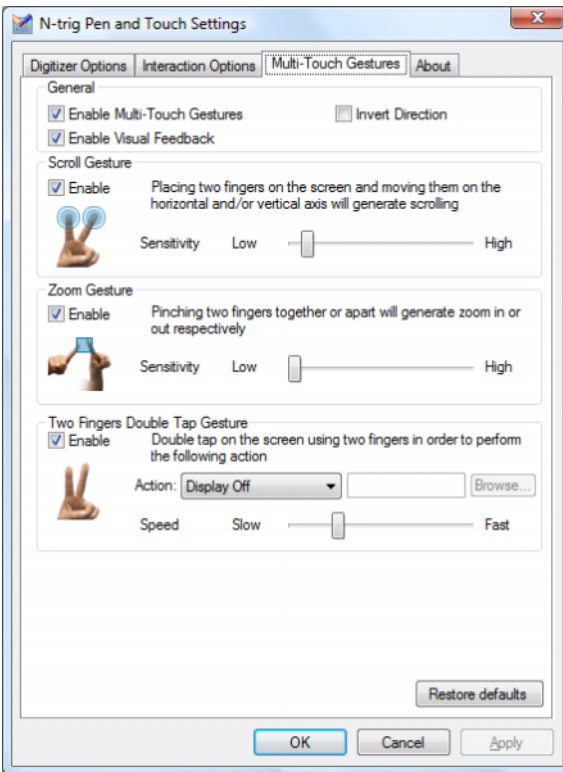 N-trig Pen and Touch Settings
Digitizer Options Interaction Options Multi-Touch Gestures About
General
Enable Multi-Touch Gestures Invert Direction
Enable Visual Feedback
Scroll Gesture
Enable Placing two fingers on the screen and moving them on the
horizontal and/or vertical axis will generate scrolling
Sensitivity Low High
Zoom Gesture
Enable Pinching two fingers together or apart will generate zoom in or
out respectively
Sensitivity Low High
Two Fingers Double Tap Gesture
Enable Double tap on the screen using two fingers in order to perform
the following action
Action: Display Off Browse...
Speed Slow Fast
Restore defaults
OK Cancel Apply